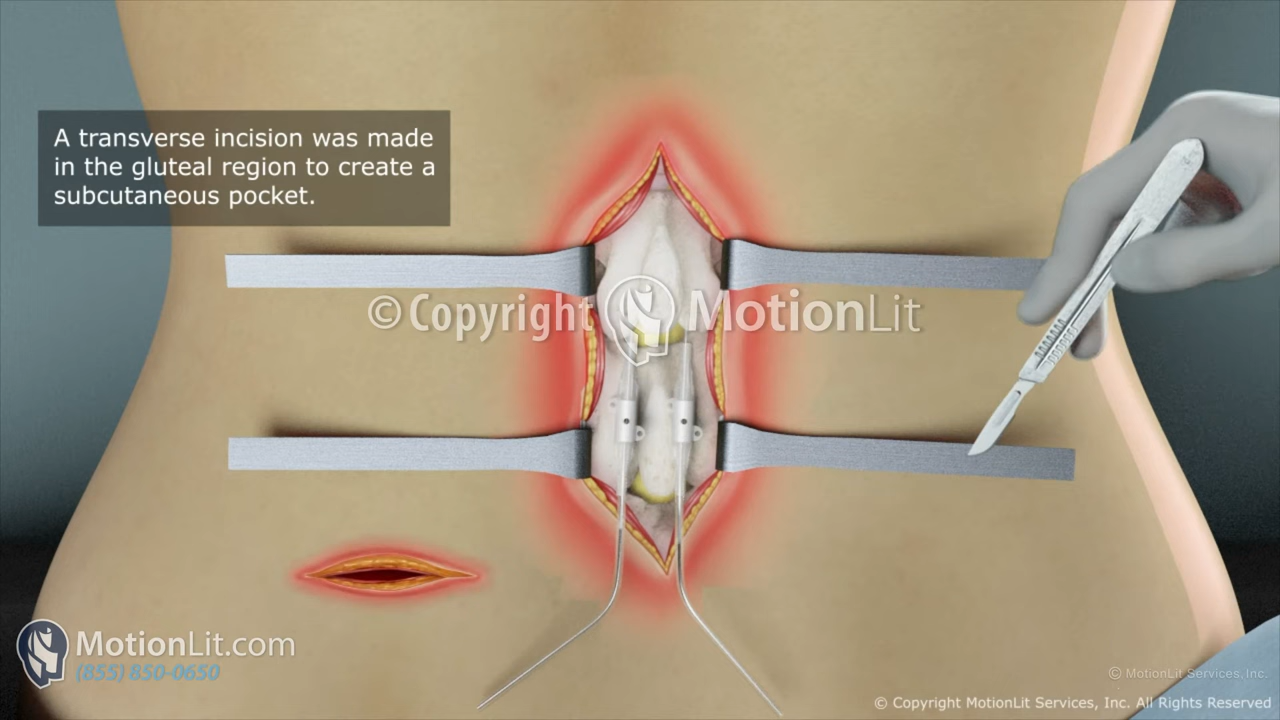 A transverse incision was made
in the gluteal region to create a
subcutaneous pocket.
© Copyright MotionLit
MotionLit.com
(855) 850-0650
© MotionLit Services, Inc.
© Copyright MotionLit Services, Inc. All Rights Reserved